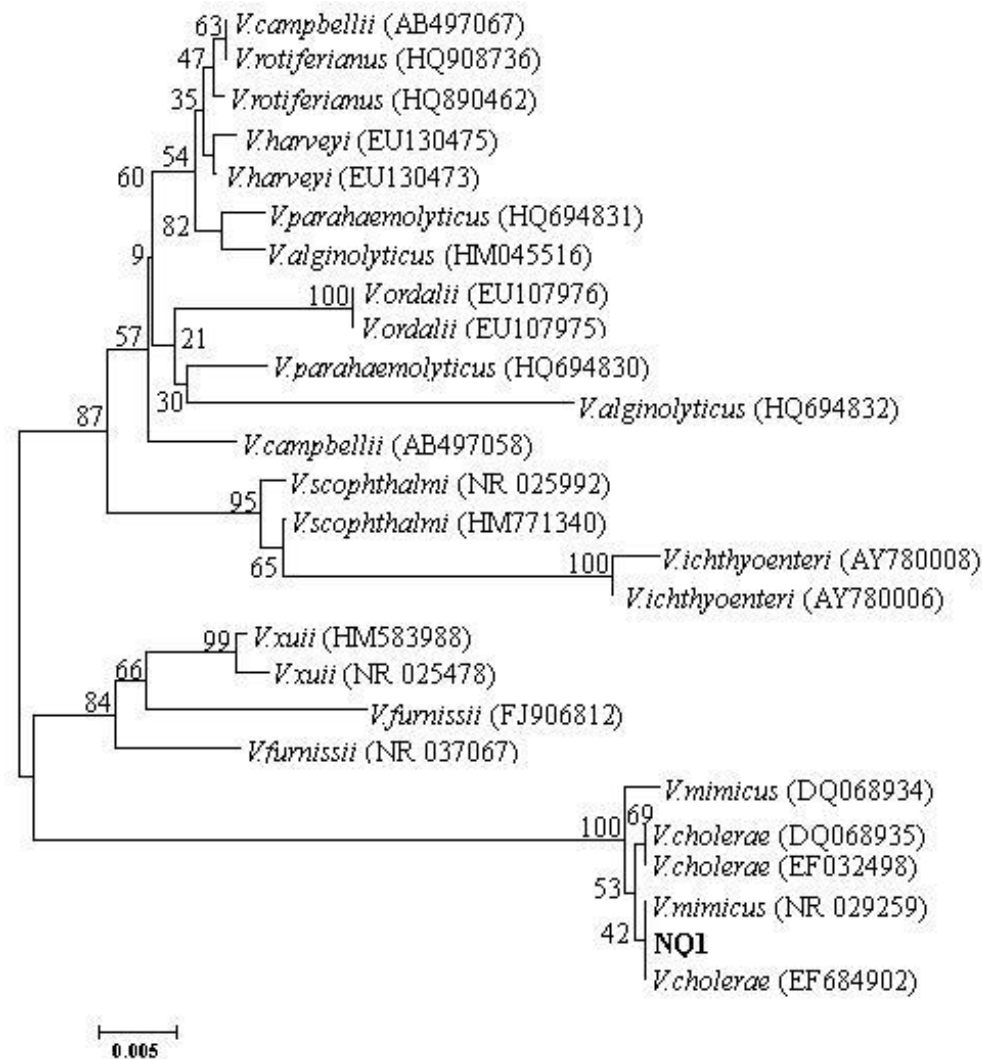 63 V.campbellii (AB497067)
47 V.rotiferianus (HQ908736)
35 V.rotiferianus (HQ890462)
V.harveyi (EU130475)
54
60 V.harveyi (EU130473)
V.parahaemolyticus (HQ694831)
82
9 V.alginolyticus (HM045516)
100 V.ordalii (EU107976)
V.ordalii (EU107975)
57 21
V.parahaemolyticus (HQ694830)
30
V.alginolyticus (HQ694832)
87
V.campbellii (AB497058)
V.scophthalmi (NR 025992)
95
V.scophthalmi (HM771340)
65 100 V.ichthyoenteri (AY780008)
V.ichthyoenteri (AY780006)
99 V.xuii (HM583988)
66 V.xuii (NR 025478)
84 V.furnissii (FJ906812)
V.furnissii (NR 037067)
V.mimicus (DQ068934)
69
100 V.cholerae (DQ068935)
V.cholerae (EF032498)
53
V.mimicus (NR 029259)
42 NQ1
V.cholerae (EF684902)
0.005